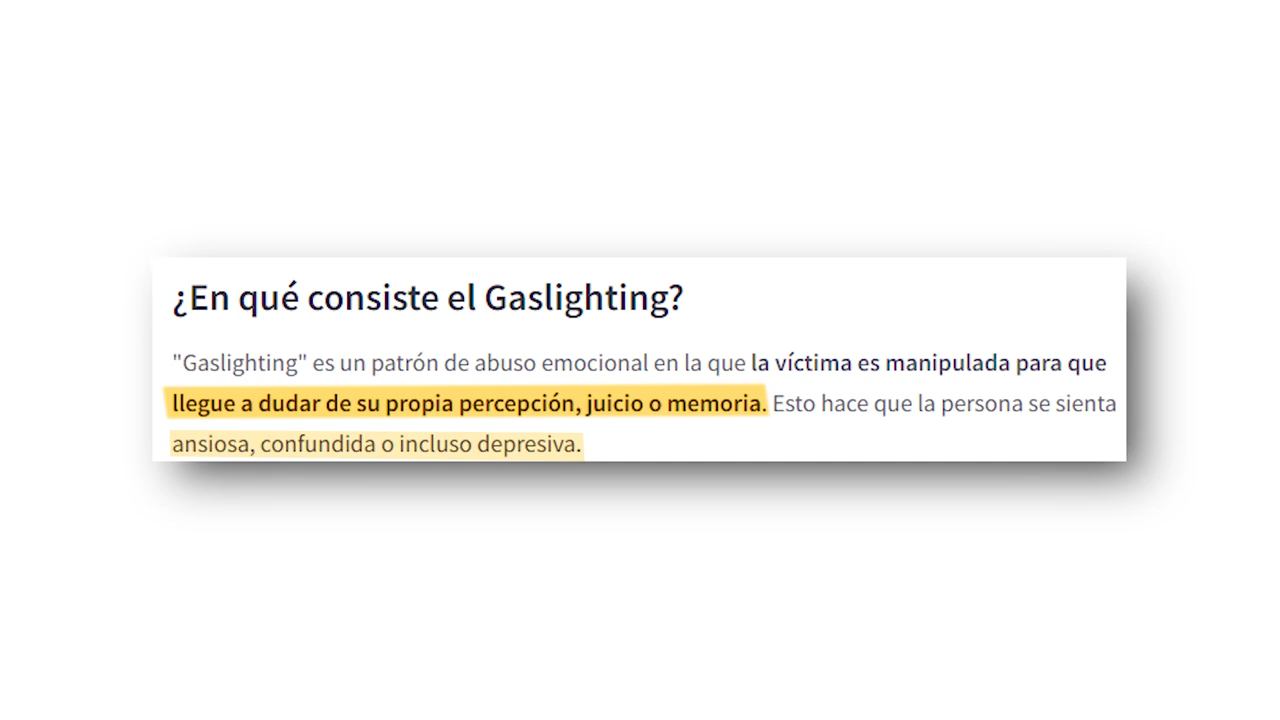 ¿En qué consiste el Gaslighting?
"Gaslighting" es un patrón de abuso emocional en la que la víctima es manipulada para que
llegue a dudar de su propia percepción, juicio o memoria. Esto hace que la persona se sienta
ansiosa, confundida o incluso depresiva.